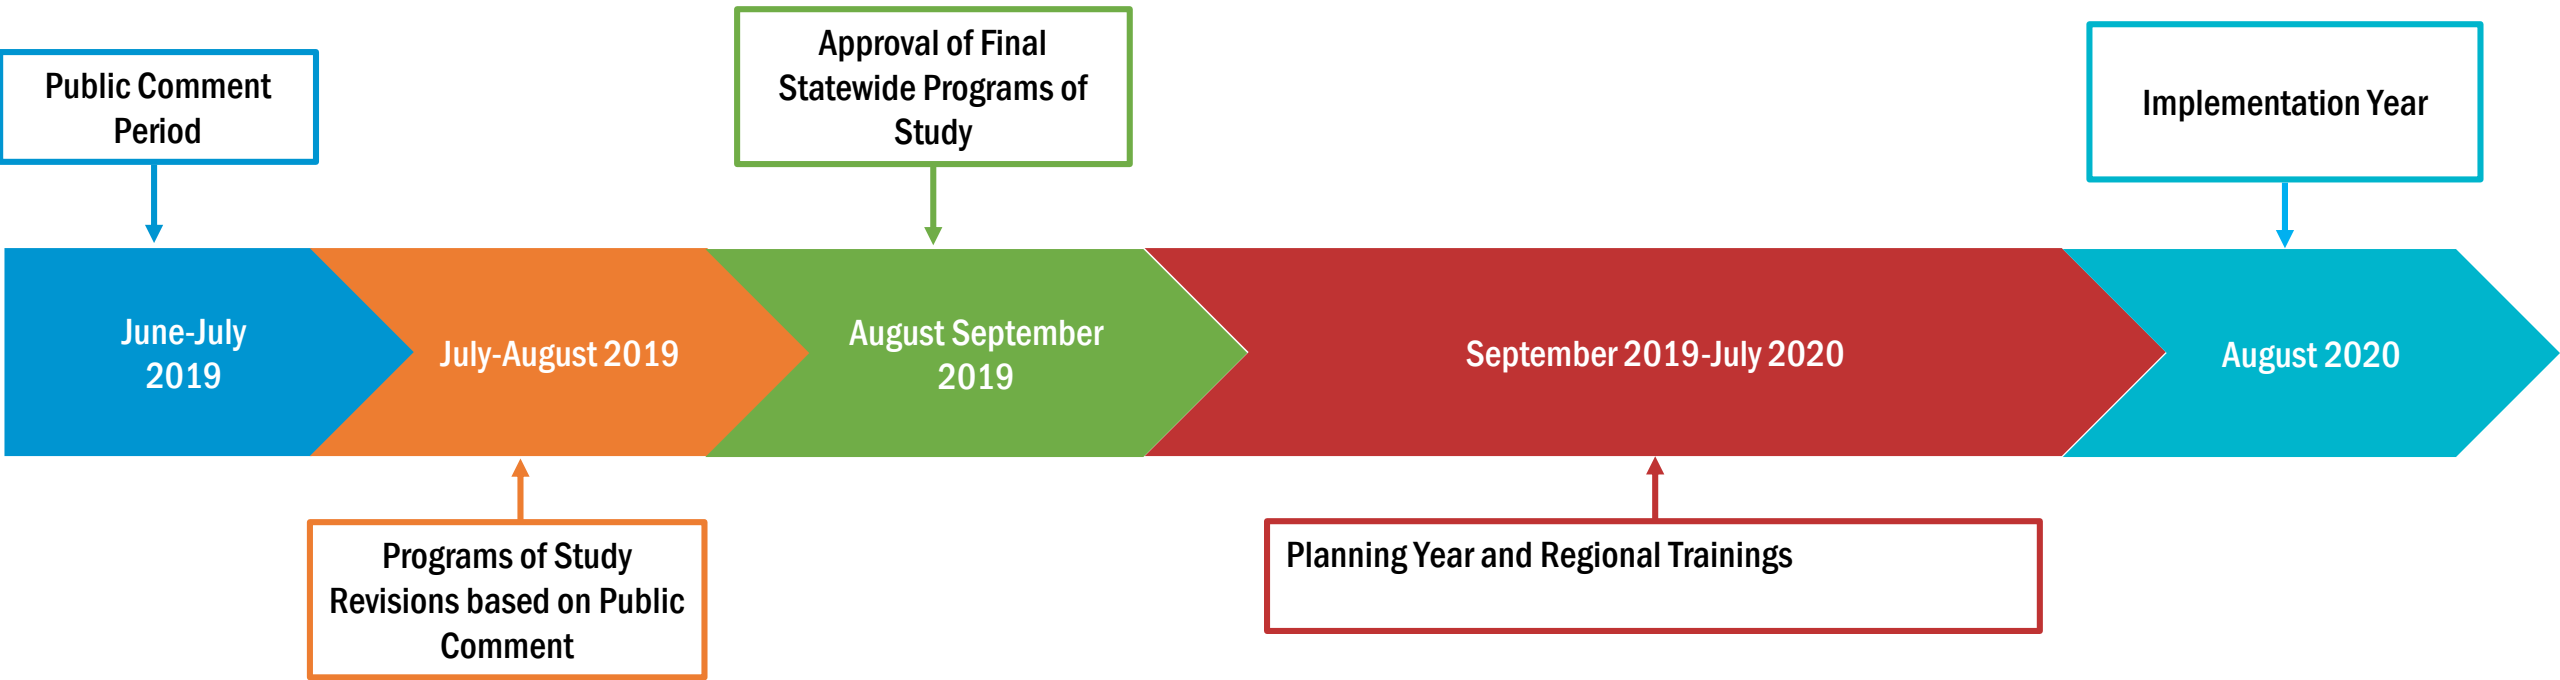 Public Comment
Period
Approval of Final
Statewide Programs of
Study
Implementation Year
June-July
2019
July-August 2019
August September
2019
September 2019-July 2020
August 2020
Programs of Study
Revisions based on Public
Comment
Planning Year and Regional Trainings